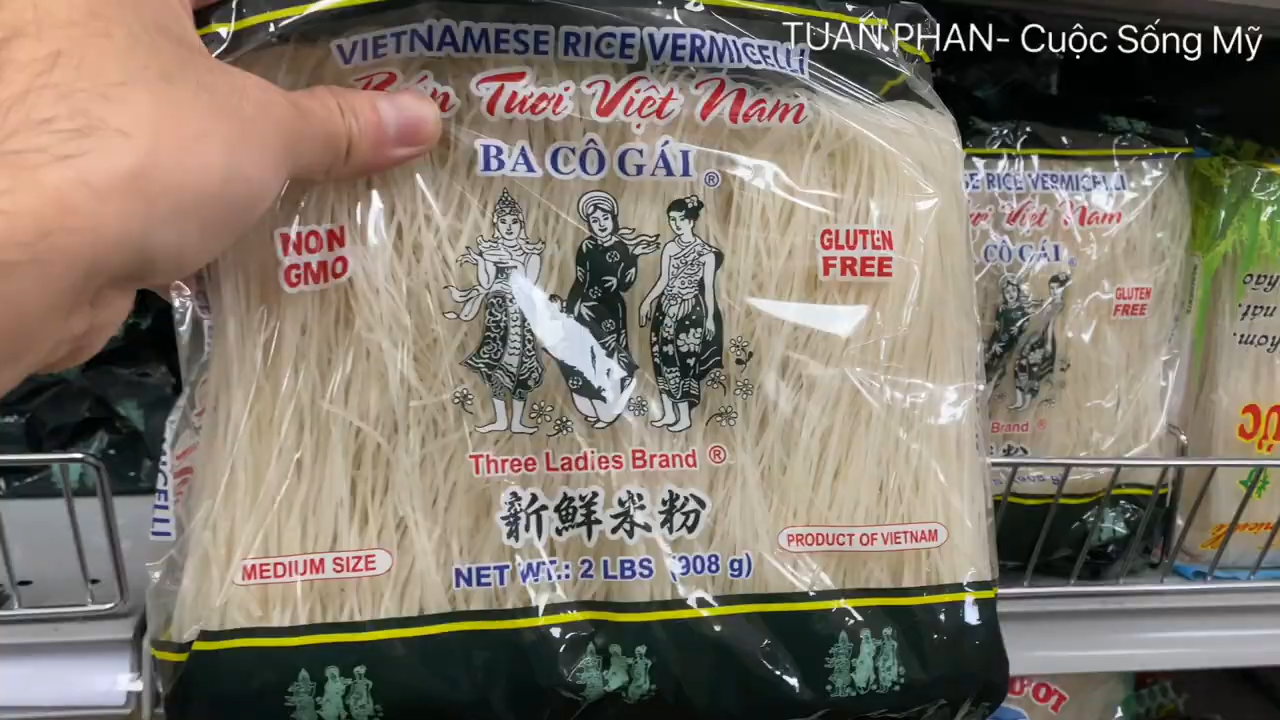 TUAN PHAN- Cuộc Sống Mỹ
VIETNAMESE RICE VERMICELLI
Tươi Việt Nam
BA CÔ GÁI ®
NON
GMO
GLUTEN
FREE
Three Ladies Brand ®
新鮮米粉
MEDIUM SIZE
PRODUCT OF VIETNAM
NET WT.: 2 LBS (908 g)
RICE VERMICELLI
Việt Nam
CÔ GÁI ®
GLUTEN
FREE
Brand ®
粉